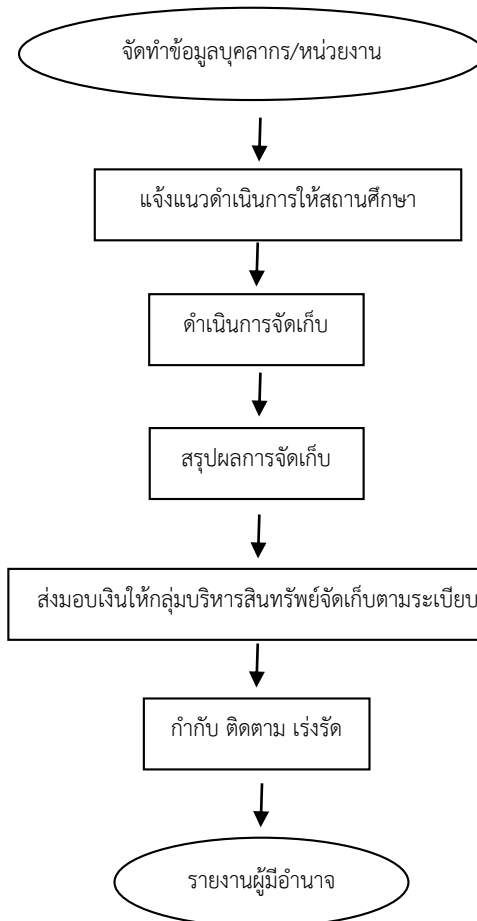 จัดทำข้อมูลบุคลากร/หน่วยงาน
แจ้งแนวดำเนินการให้สถานศึกษา
ดำเนินการจัดเก็บ
สรุปผลการจัดเก็บ
ส่งมอบเงินให้กลุ่มบริหารสินทรัพย์จัดเก็บตามระเบียบ
กำกับ ติดตาม เร่งรัด
รายงานผู้มีอำนาจ